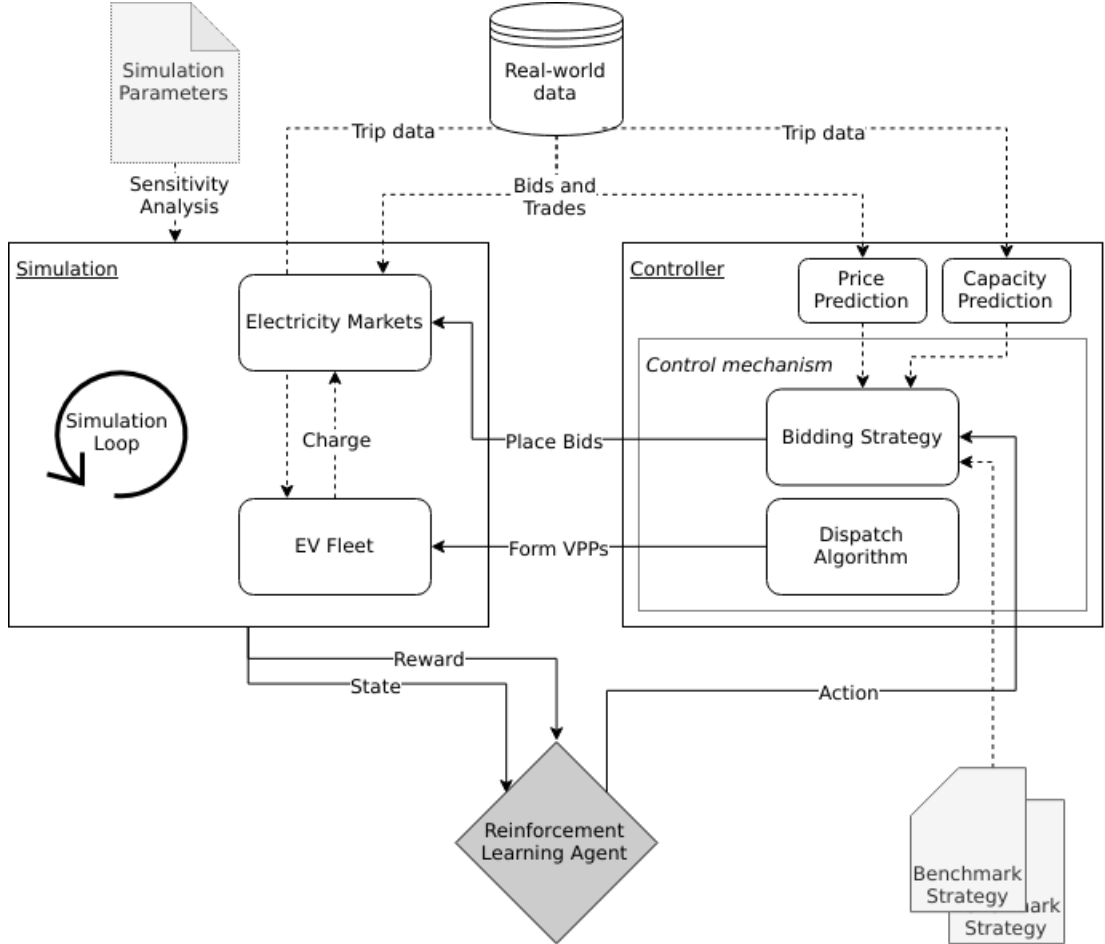 Simulation
Parameters
Real-world
data
Trip data
Trip data
Sensitivity
Analysis
Bids and
Trades
Simulation
Electricity Markets
Simulation
Loop
Charge
EV Fleet
Controller
Price
Prediction
Capacity
Prediction
Control mechanism
Bidding Strategy
Place Bids
Dispatch
Algorithm
Form VPPs
Reward
State
Action
Reinforcement
Learning Agent
Benchmark
Strategy
Strategy